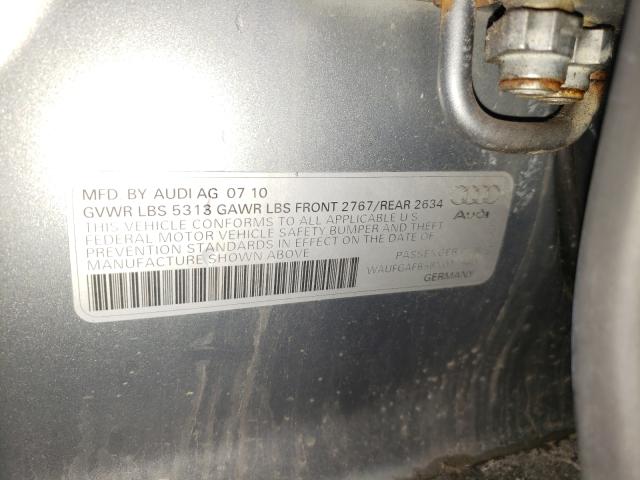 MFD BY AUDI AG 07 10
GVWR LBS 5313 GAWR LBS FRONT 2767/REAR 2634
THIS VEHICLE CONFORMS TO ALL APPLICABLE U S
FEDERAL MOTOR VEHICLE SAFETY BUMPER AND THEFT
PREVENTION STANDARDS IN EFFECT ON THE DATE OF
MANUFACTURE SHOWN ABOVE
Audi
PASSENGER
GERMANY